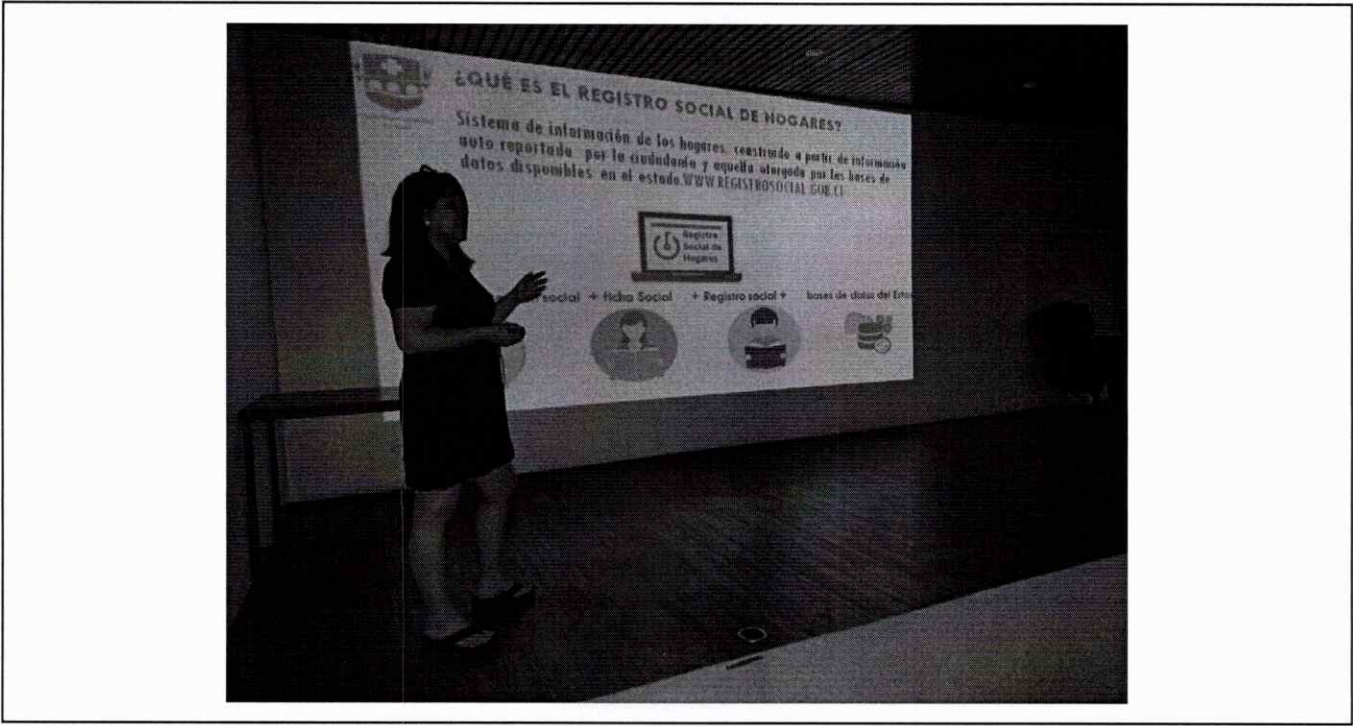 ¿QUÉ ES EL REGISTRO SOCIAL DE HOGARES?
Sistema de información de los hogares, construido a partir de información
auto reportada por la ciudadanía y aquella otorgada por las bases de
datos disponibles en el estado.WWW.REGISTROSOCIAL.GOB.CL
Registro
Social de
Hogares
social + Ficha Social + Registro social + bases de datos del